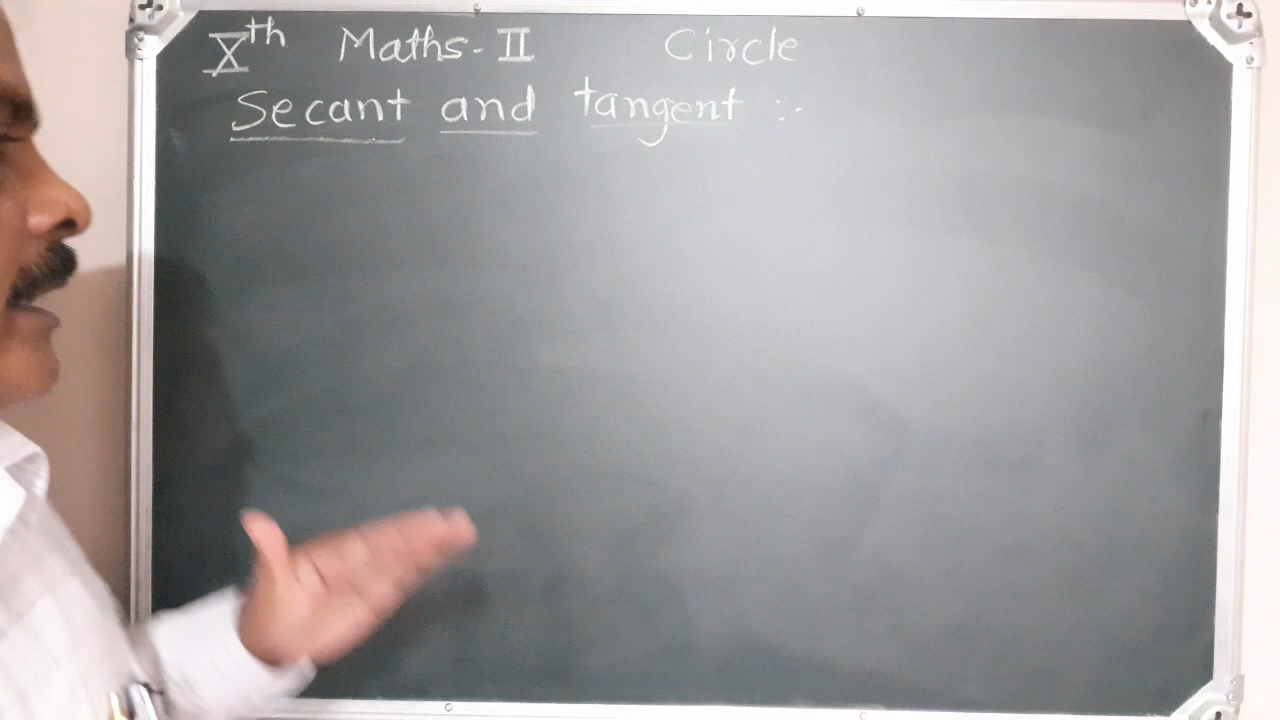 Xth Maths-II Circle
Secant and tangent :-